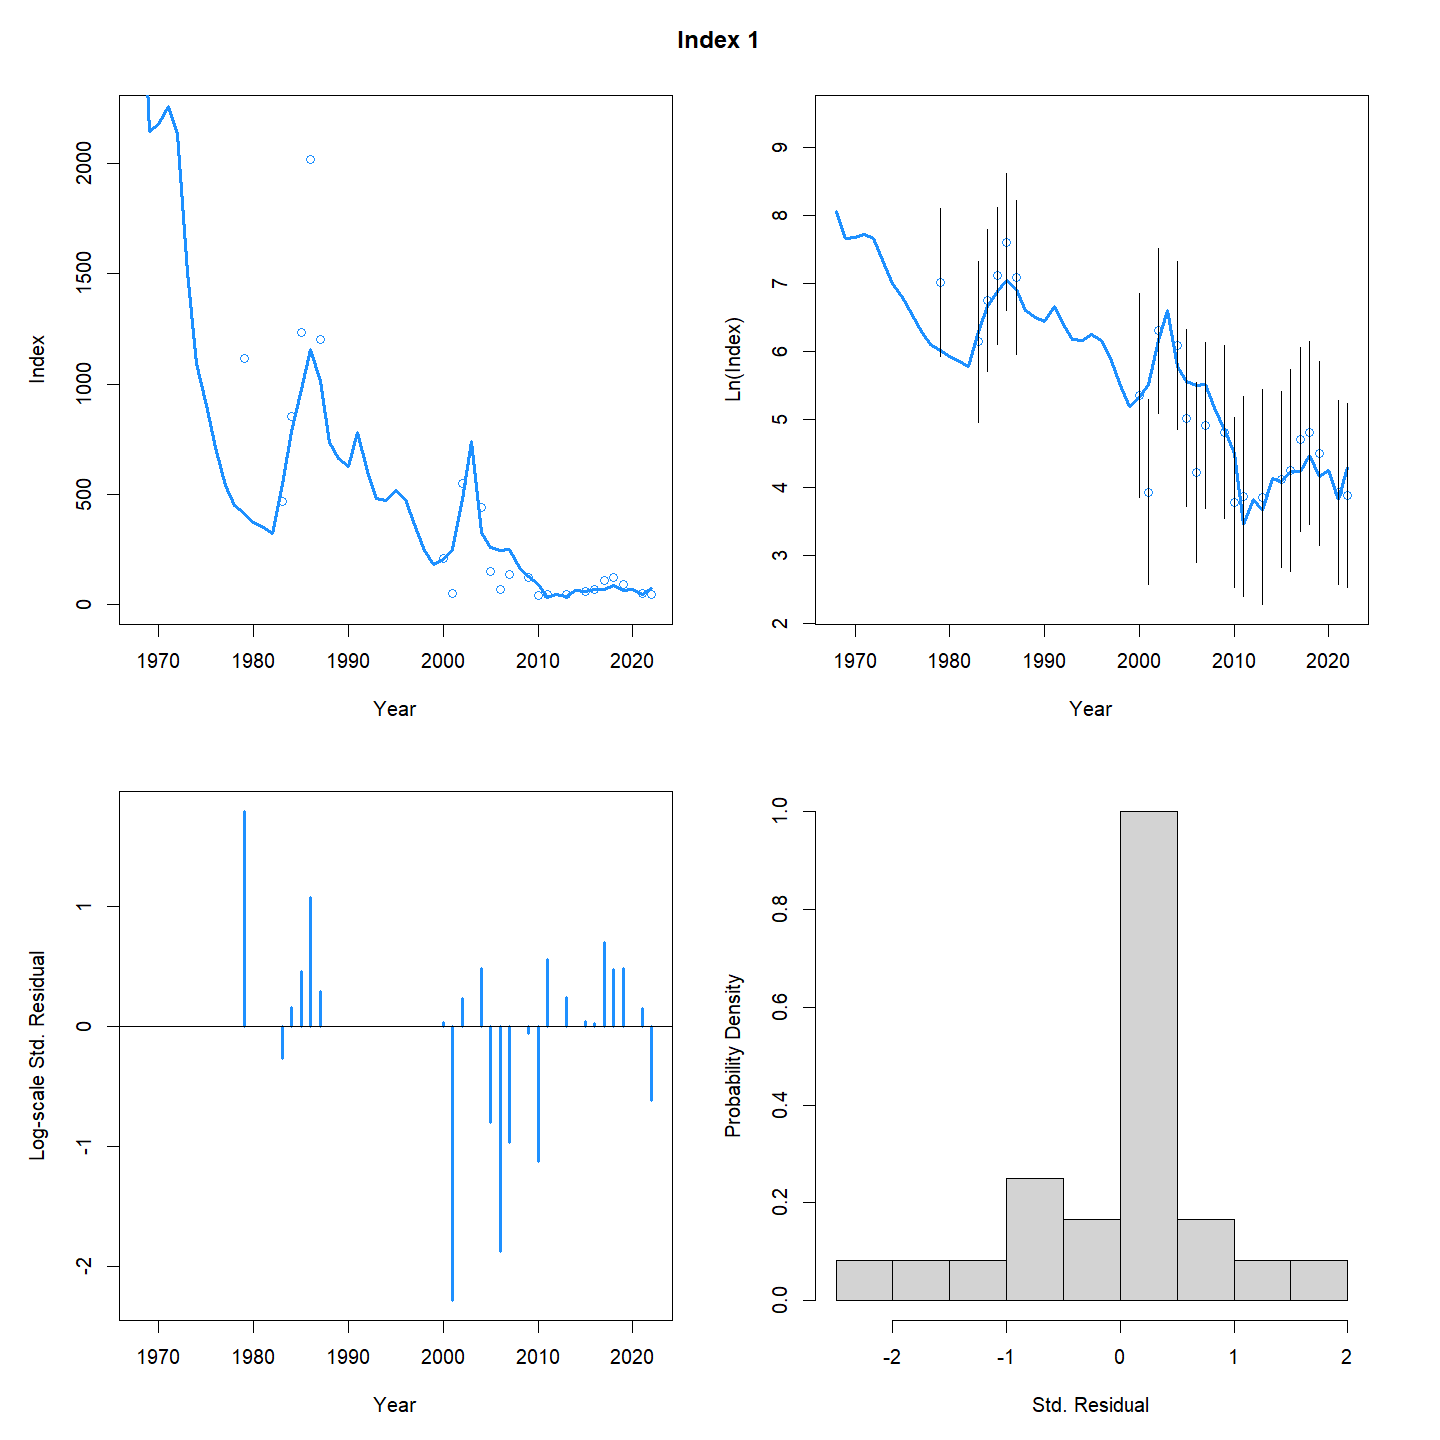 Index 1
Index
0 500 1000 1500 2000
1970 1980 1990 2000 2010 2020
Year
Ln(Index)
2 3 4 5 6 7 8 9
1970 1980 1990 2000 2010 2020
Year
Log-scale Std. Residual
-2 -1 0 1
1970 1980 1990 2000 2010 2020
Year
Probability Density
0.0 0.2 0.4 0.6 0.8 1.0
-2 -1 0 1 2
Std. Residual